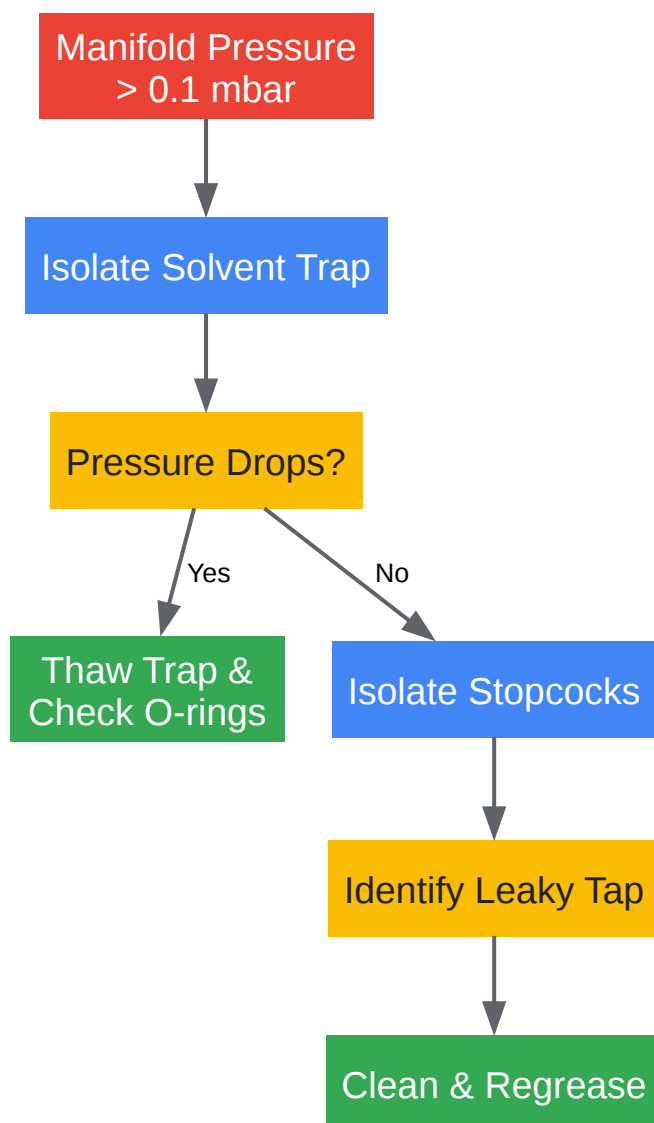 Manifold Pressure
> 0.1 mbar
Isolate Solvent Trap
Pressure Drops?
Yes
No
Thaw Trap &
Check O-rings
Isolate Stopcocks
Identify Leaky Tap
Clean & Regrease